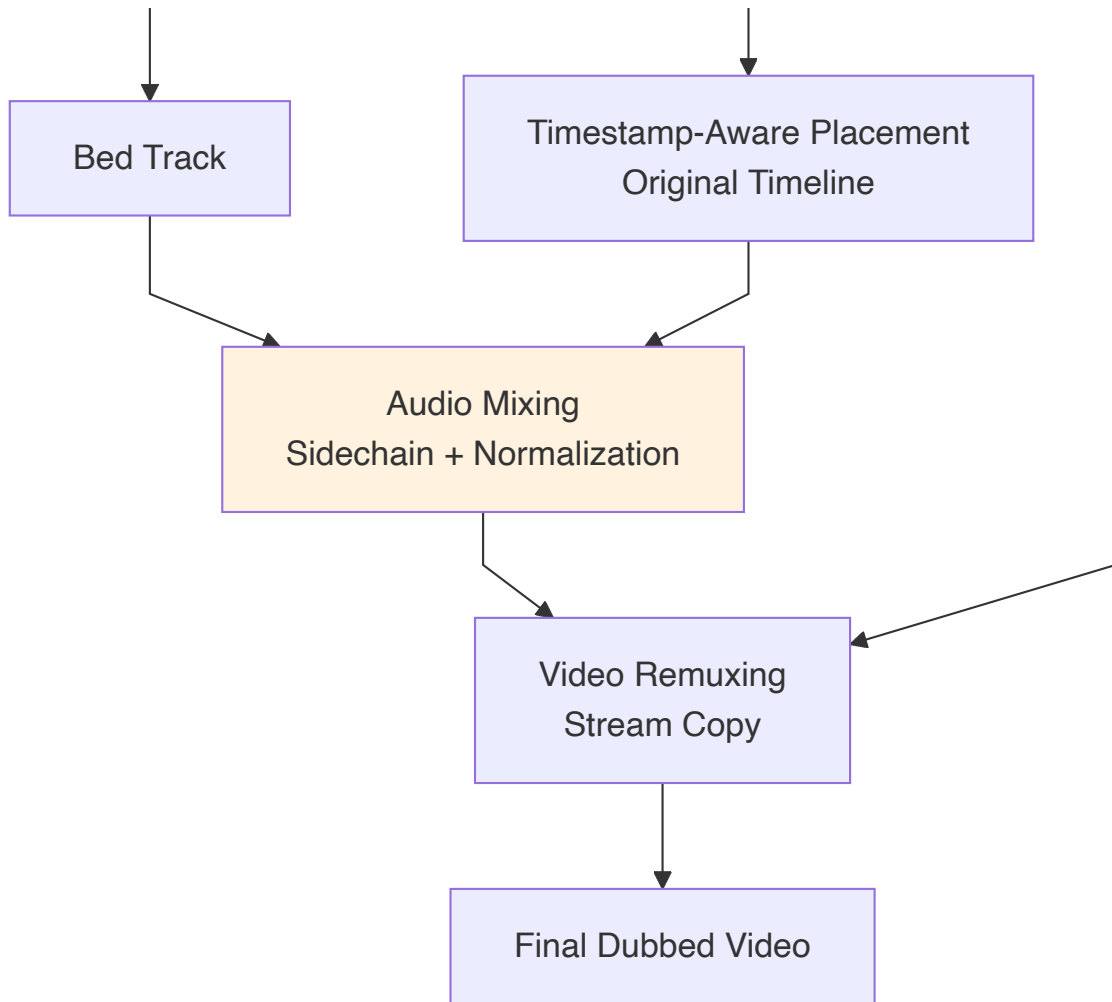 Bed Track
Timestamp-Aware Placement
Original Timeline
Audio Mixing
Sidechain + Normalization
Video Remuxing
Stream Copy
Final Dubbed Video